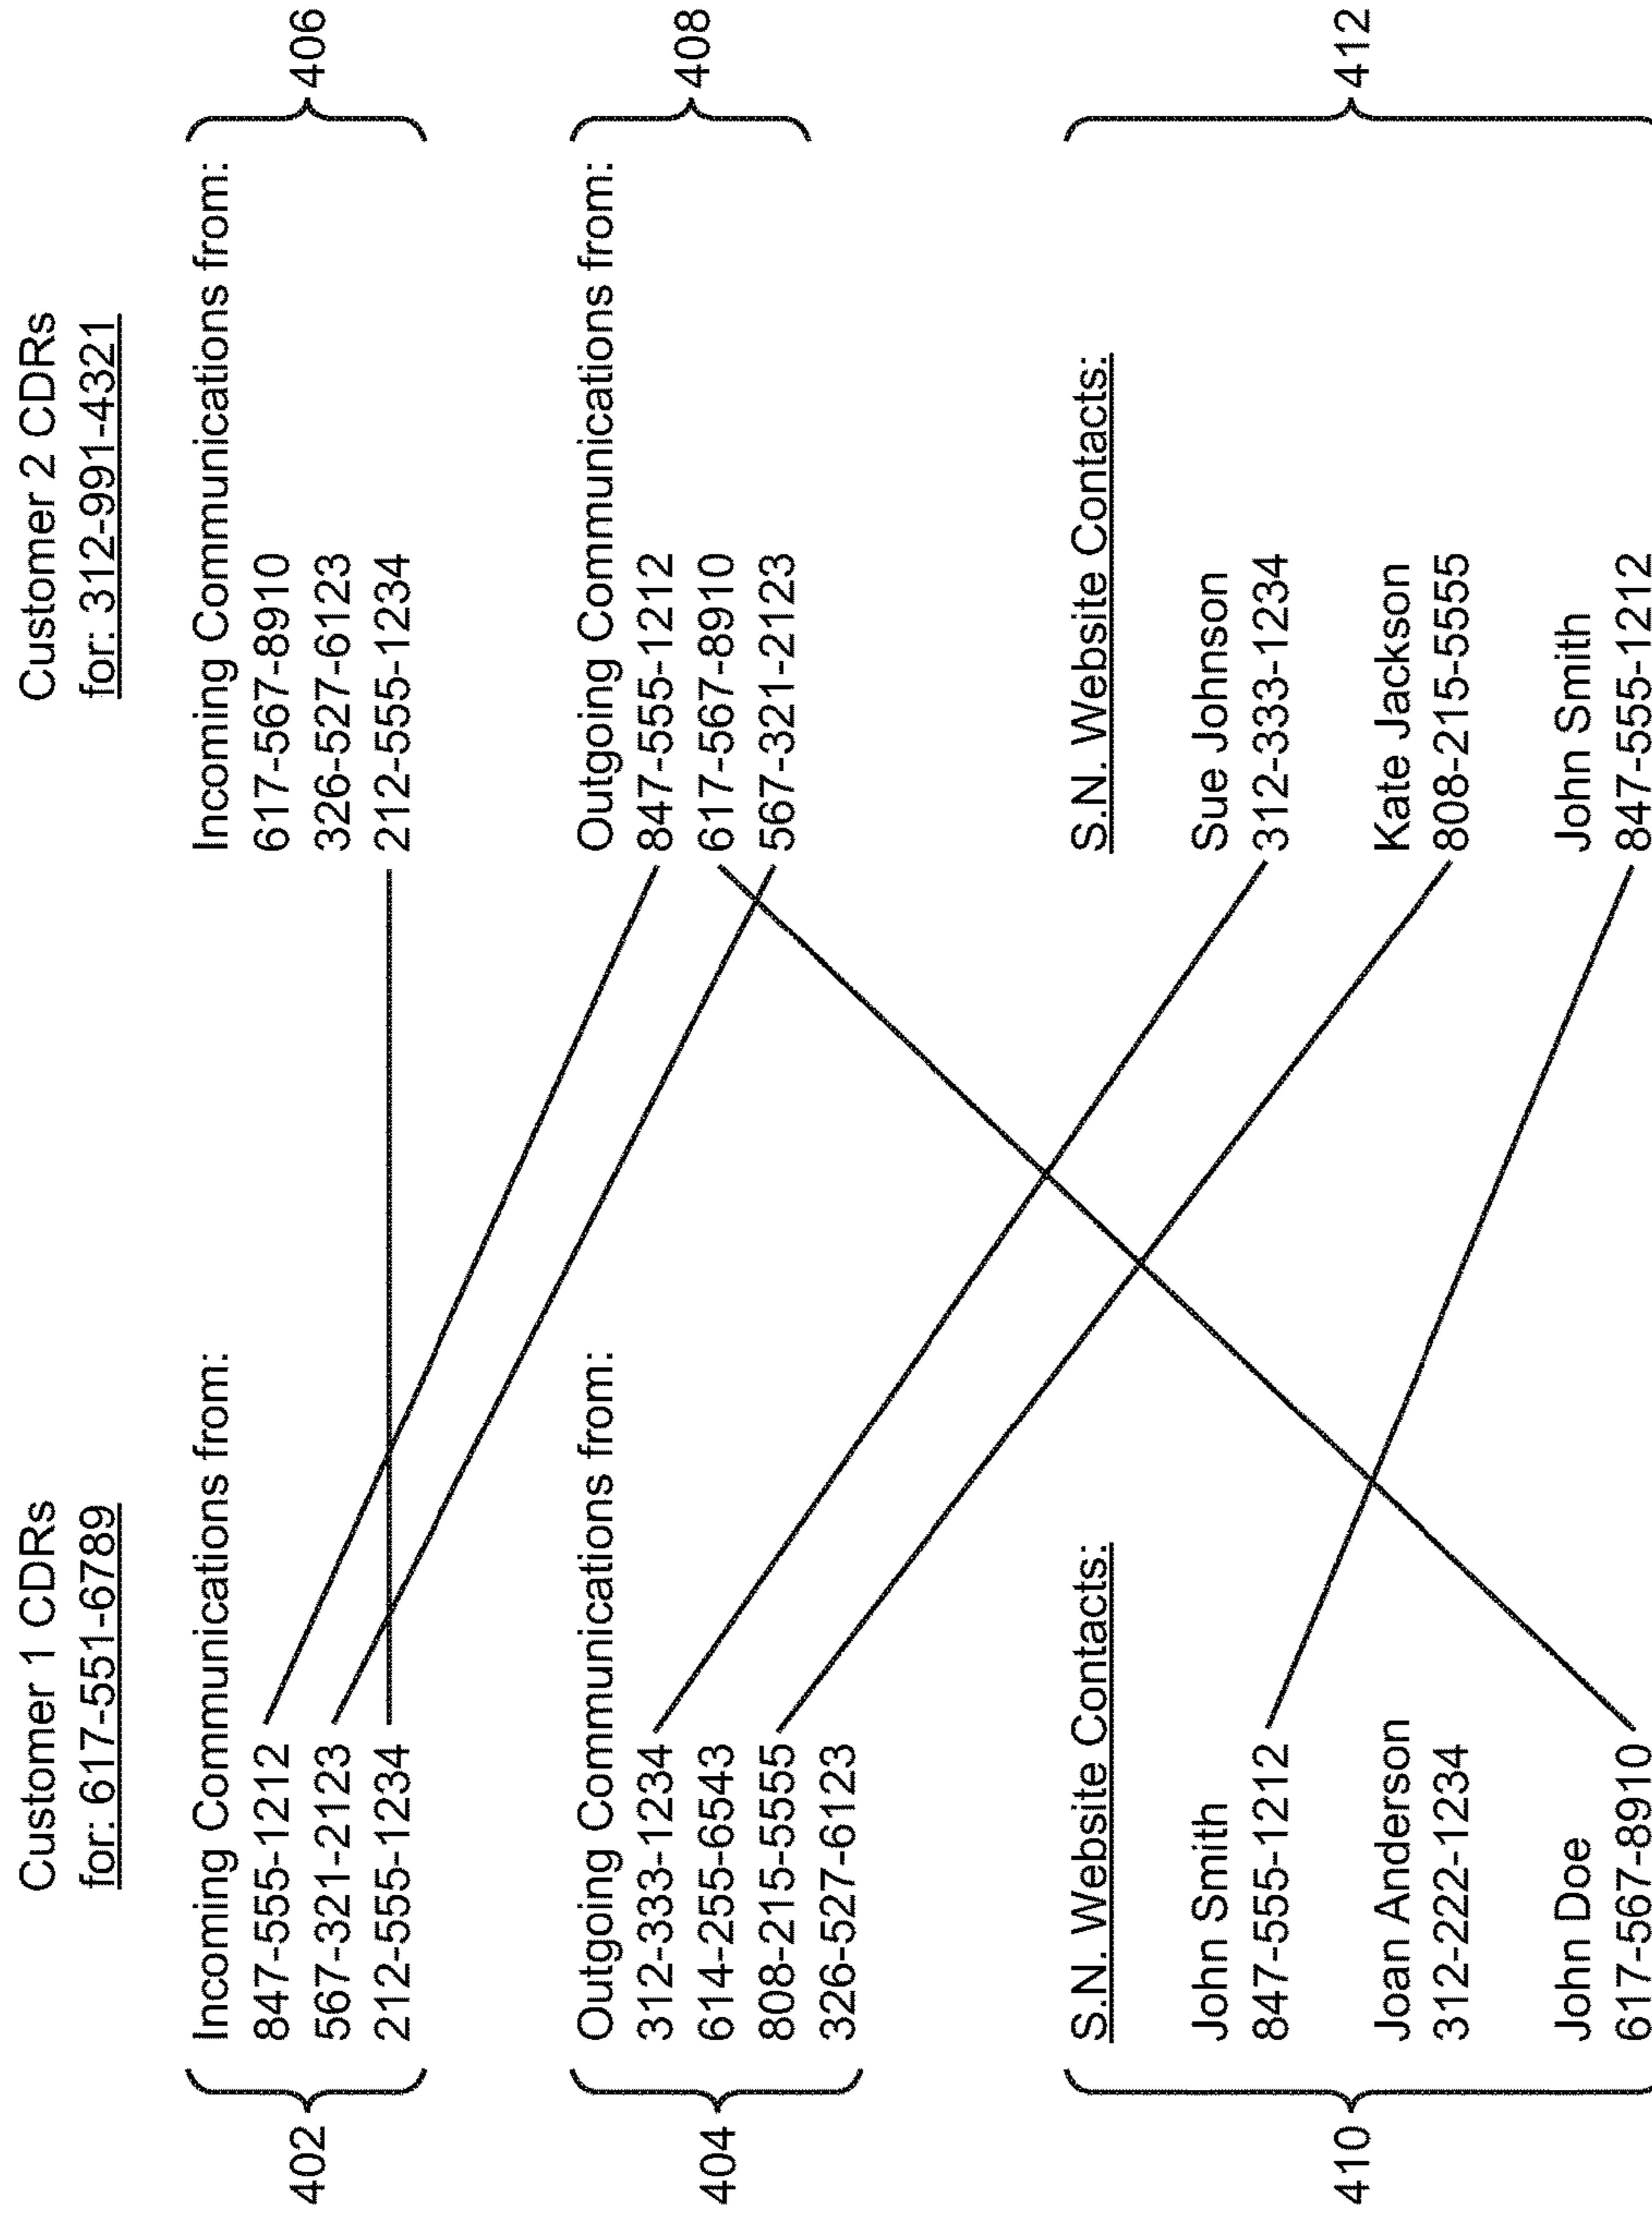 Customer 1 CDRs
for: 617-551-6789
402
Incoming Communications from:
847-555-1212
567-321-2123
212-555-1234
404
Outgoing Communications from:
312-333-1234
614-255-6543
808-215-5555
326-527-6123
410
S.N. Website Contacts:
John Smith
847-555-1212
Joan Anderson
312-222-1234
John Doe
617-567-8910
Customer 2 CDRs
for: 312-991-4321
Incoming Communications from:
617-567-8910
326-527-6123
212-555-1234
406
Outgoing Communications from:
847-555-1212
617-567-8910
567-321-2123
408
S.N. Website Contacts:
Sue Johnson
312-333-1234
Kate Jackson
808-215-5555
John Smith
847-555-1212
412